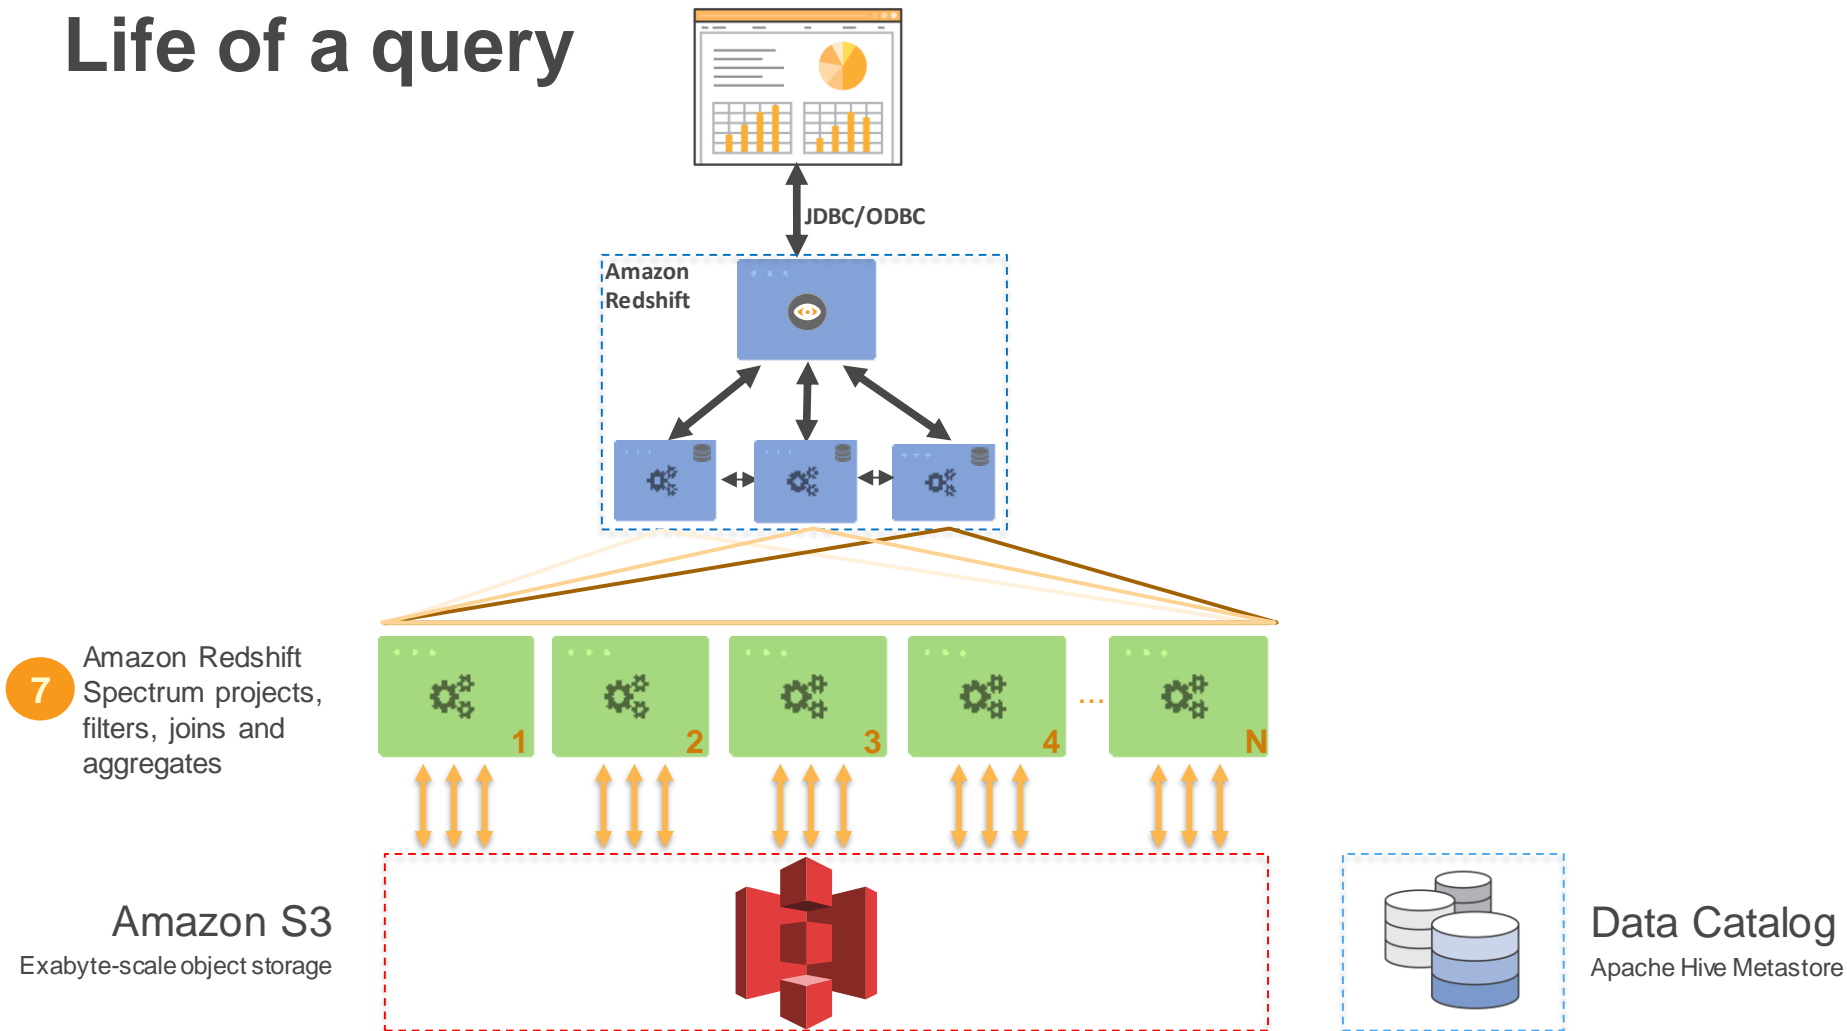 Life of a query
JDBC/ODBC
Amazon
Redshift
7
Amazon Redshift
Spectrum projects,
filters, joins and
aggregates
1
2
3
4
...
N
Amazon S3
Exabyte-scale object storage
Data Catalog
Apache Hive Metastore